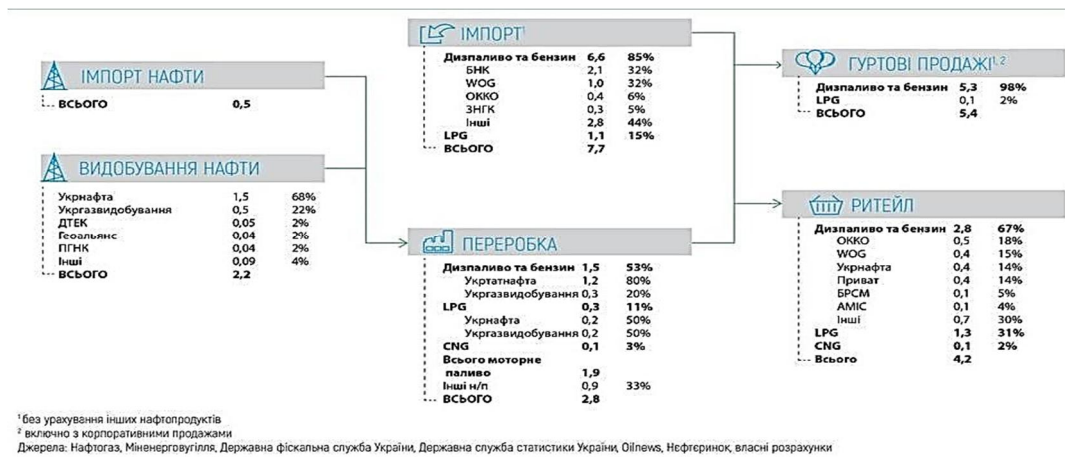 ІМПОРТ НАФТИ
ВСЬОГО 0,5
ВИДОБУВАННЯ НАФТИ
Укрнафта 1,5 68%
Укргазвидобування 0,5 22%
ДТЕК 0,05 2%
Геоальянс 0,04 2%
ПГНК 0,04 2%
Інші 0,09 4%
ВСЬОГО 2,2
ІМПОРТ¹
Дизпаливо та бензин 6,6 85%
БНК 2,1 32%
WOG 1,0 32%
ОККО 0,4 6%
ЗНГК 0,3 5%
Інші 2,8 44%
LPG 1,1 15%
ВСЬОГО 7,7
ПЕРЕРОБКА
Дизпаливо та бензин 1,5 53%
Укртатнафта 1,2 80%
Укргазвидобування 0,3 20%
LPG 0,3 11%
Укрнафта 0,2 50%
Укргазвидобування 0,2 50%
CNG 0,1 3%
Всього моторне
паливо 1,9
Інші н/п 0,9 33%
ВСЬОГО 2,8
ГУРТОВІ ПРОДАЖІ¹,²
Дизпаливо та бензин 5,3 98%
LPG 0,1 2%
ВСЬОГО 5,4
РИТЕЙЛ
Дизпаливо та бензин 2,8 67%
ОККО 0,5 18%
WOG 0,4 15%
Укрнафта 0,4 14%
Приват 0,4 14%
БРСМ 0,1 5%
АМІС 0,1 4%
Інші 0,7 30%
LPG 1,3 31%
CNG 0,1 2%
Всього 4,2
¹ без урахування інших нафтопродуктів
² включно з корпоративними продажами
Джерела: Нафтогаз, Міненерговугілля, Державна фіскальна служба України, Державна служба статистики України, Oilnews, Нєфтєринок, власні розрахунки